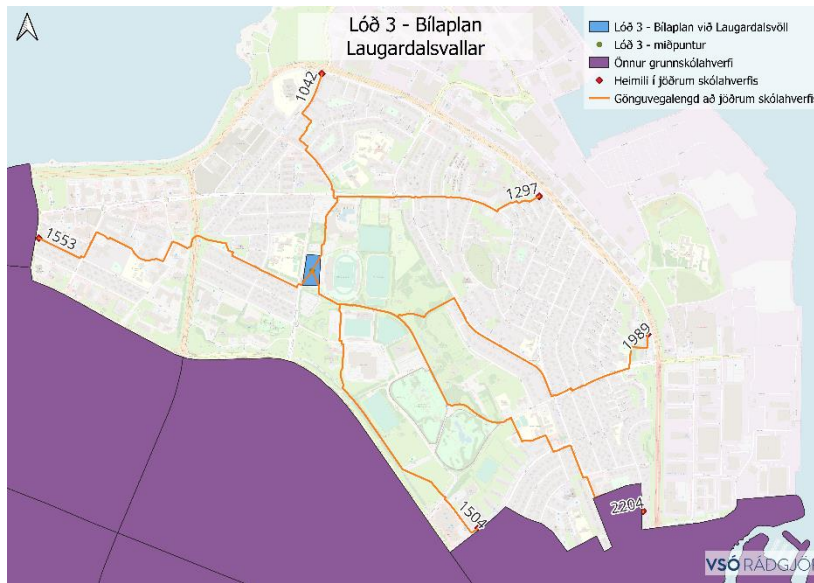 Lóð 3 - Bílaplan
Laugardalsvallar
Lóð 3 - Bílaplan við Laugardalsvöll
Lóð 3 - miðpuntur
Önnur grunnskólahverfi
Heimili í jöðrum skólahverfis
Gönguvegalengd að jöðrum skólahverfis
1042
1297
1553
1989
2204
1504
VSÓ RÁÐGJÖF